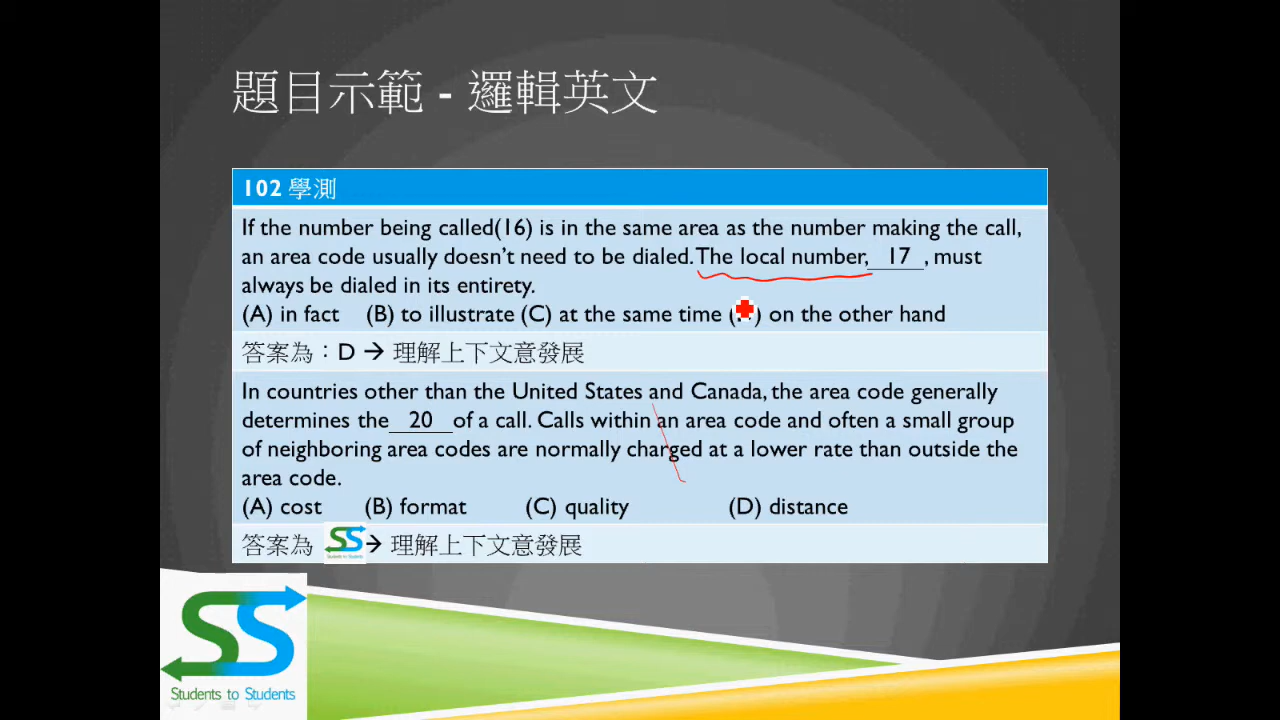 題目示範 - 邏輯英文
102 學測
If the number being called(16) is in the same area as the number making the call,
an area code usually doesn't need to be dialed. The local number, 17 , must
always be dialed in its entirety.
(A) in fact (B) to illustrate (C) at the same time ( ) on the other hand
答案為：D → 理解上下文意發展
In countries other than the United States and Canada, the area code generally
determines the 20 of a call. Calls within an area code and often a small group
of neighboring area codes are normally charged at a lower rate than outside the
area code.
(A) cost (B) format (C) quality (D) distance
答案為 → 理解上下文意發展
SS
Students to Students
SS
Students to Students